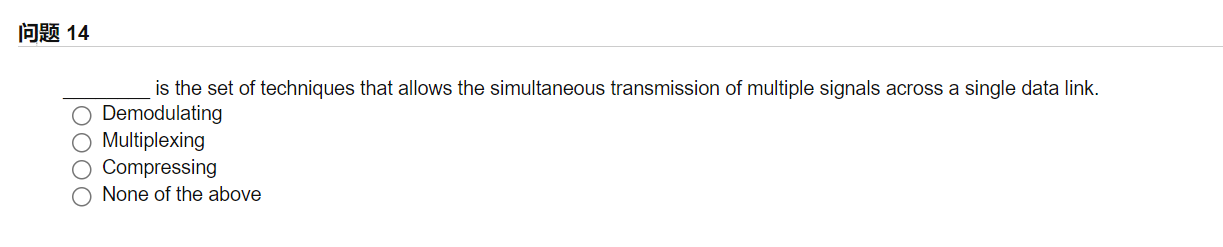 问题 14
________ is the set of techniques that allows the simultaneous transmission of multiple signals across a single data link.
Demodulating
Multiplexing
Compressing
None of the above